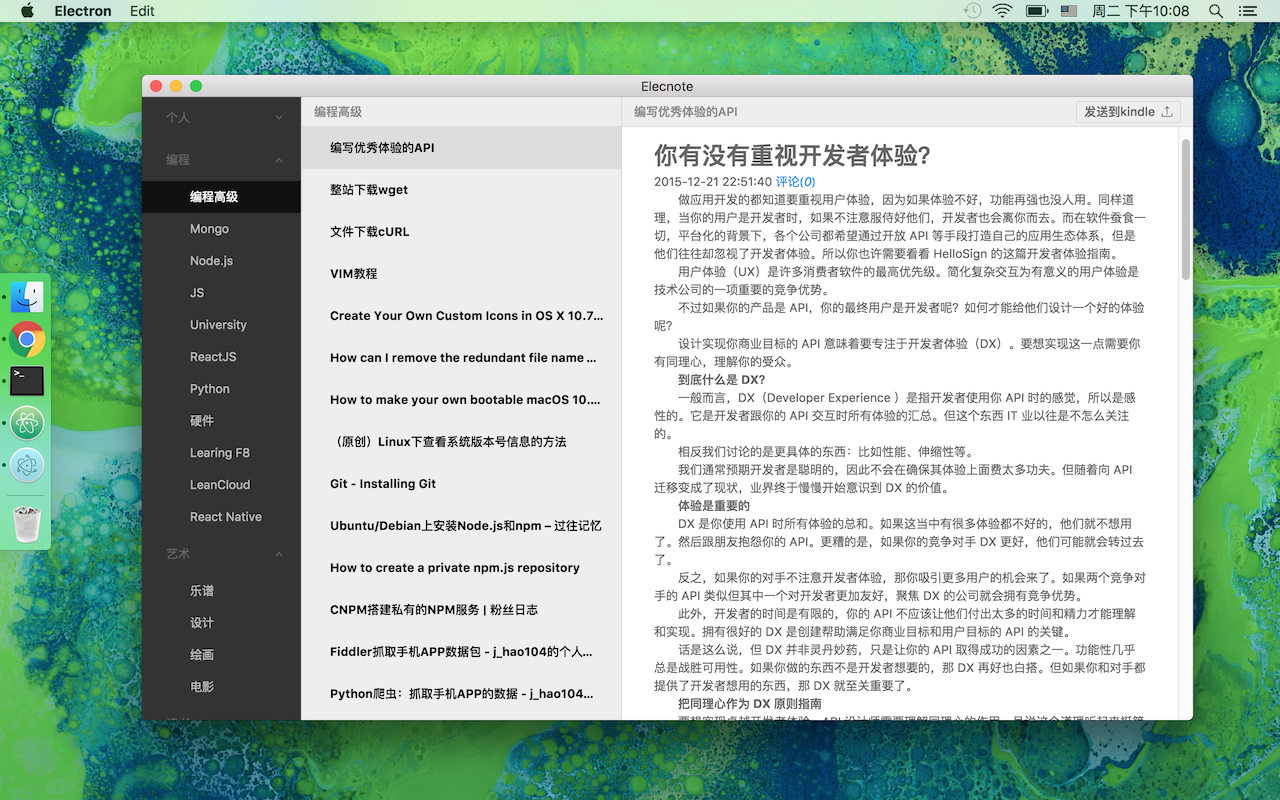 Electron Edit 周二 下午10:08
Elecnote
个人
编程
编程高级
Mongo
Node.js
JS
University
ReactJS
Python
硬件
Learing F8
LeanCloud
React Native
艺术
乐谱
设计
绘画
电影
编程高级
编写优秀体验的API
整站下载wget
文件下载cURL
VIM教程
Create Your Own Custom Icons in OS X 10.7...
How can I remove the redundant file name ...
How to make your own bootable macOS 10....
（原创）Linux下查看系统版本号信息的方法
Git - Installing Git
Ubuntu/Debian上安装Node.js和npm – 过往记忆
How to create a private npm.js repository
CNPM搭建私有的NPM服务 | 粉丝日志
Fiddler抓取手机APP数据包 - j_hao104的个人...
Python爬虫：抓取手机APP的数据 - j_hao104...
编写优秀体验的API
发送到kindle
你有没有重视开发者体验?
2015-12-21 22:51:40 评论(0)
做应用开发的都知道要重视用户体验，因为如果体验不好，功能再强也没人用。同样道
理，当你的用户是开发者时，如果不注意服侍好他们，开发者也会离你而去。而在软件蚕食一
切，平台化的背景下，各个公司都希望通过开放 API 等手段打造自己的应用生态体系，但是
他们往往却忽视了开发者体验。所以你也许需要看看 HelloSign 的这篇开发者体验指南。
用户体验（UX）是许多消费者软件的最高优先级。简化复杂交互为有意义的用户体验是
技术公司的一项重要的竞争优势。
不过如果你的产品是 API，你的最终用户是开发者呢？如何才能给他们设计一个好的体验
呢？
设计实现你商业目标的 API 意味着要专注于开发者体验（DX）。要想实现这一点需要你
有同理心，理解你的受众。
到底什么是 DX?
一般而言，DX（Developer Experience ）是指开发者使用你 API 时的感觉，所以是感
性的。它是开发者跟你的 API 交互时所有体验的汇总。但这个东西 IT 业以往是不怎么关注
的。
相反我们讨论的是更具体的东西：比如性能、伸缩性等。
我们通常预期开发者是聪明的，因此不会在确保其体验上面费太多功夫。但随着向 API
迁移变成了现状，业界终于慢慢开始意识到 DX 的价值。
体验是重要的
DX 是你使用 API 时所有体验的总和。如果这当中有很多体验都不好的，他们就不想用
了。然后跟朋友抱怨你的 API。更糟的是，如果你的竞争对手 DX 更好，他们可能就会转过去
了。
反之，如果你的对手不注意开发者体验，那你吸引更多用户的机会来了。如果两个竞争对
手的 API 类似但其中一个对开发者更加友好，聚焦 DX 的公司就会拥有竞争优势。
此外，开发者的时间是有限的，你的 API 不应该让他们付出太多的时间和精力才能理解
和实现。拥有很好的 DX 是创建帮助满足你商业目标和用户目标的 API 的关键。
话是这么说，但 DX 并非灵丹妙药，只是让你的 API 取得成功的因素之一。功能性几乎
总是战胜可用性。如果你做的东西不是开发者想要的，那 DX 再好也白搭。但如果你和对手都
提供了开发者想用的东西，那 DX 就至关重要了。
把同理心作为 DX 原则指南